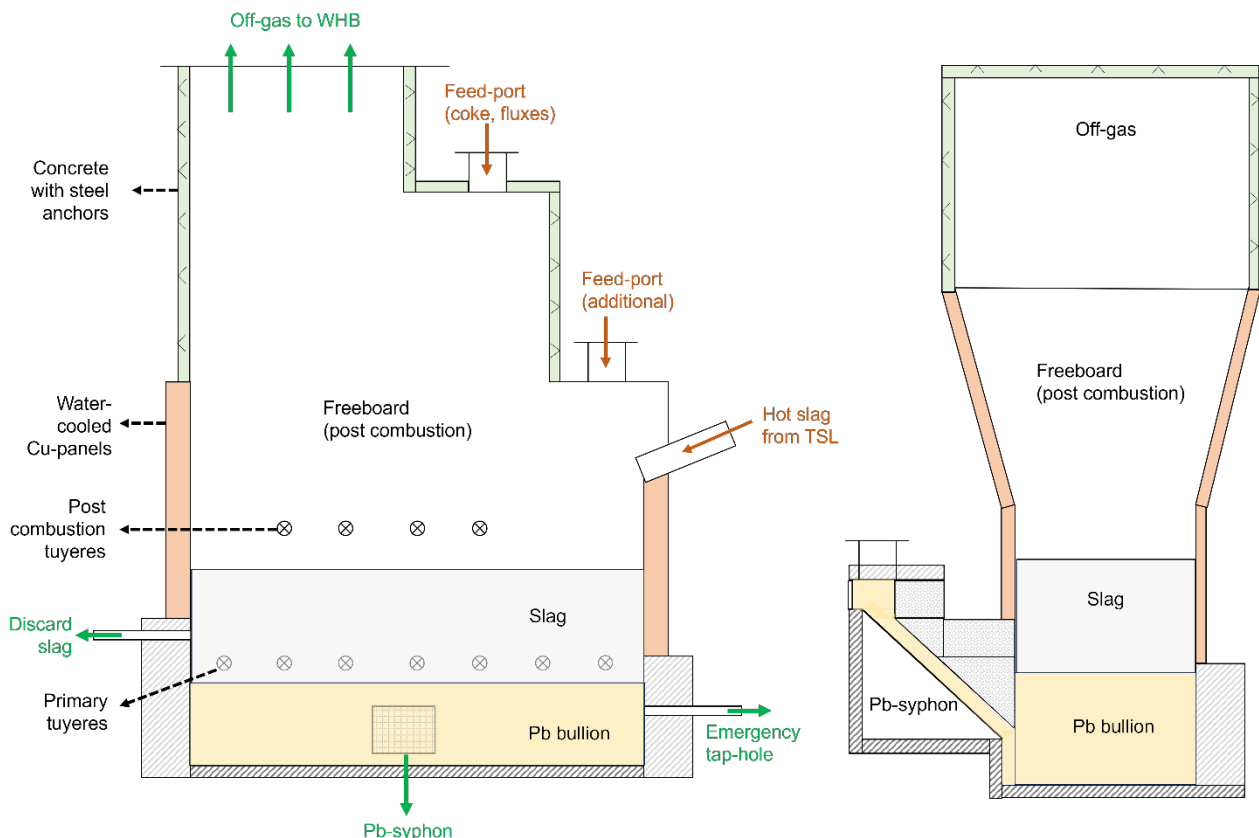 Off-gas to WHB
Feed-port
(coke, fluxes)
Concrete
with steel
anchors
Feed-port
(additional)
Water-
cooled
Cu-panels
Freeboard
(post combustion)
Hot slag
from TSL
Post
combustion
tuyeres
Discard
slag
Slag
Primary
tuyeres
Pb bullion
Emergency
tap-hole
Pb-syphon
Off-gas
Freeboard
(post combustion)
Slag
Pb-syphon
Pb bullion